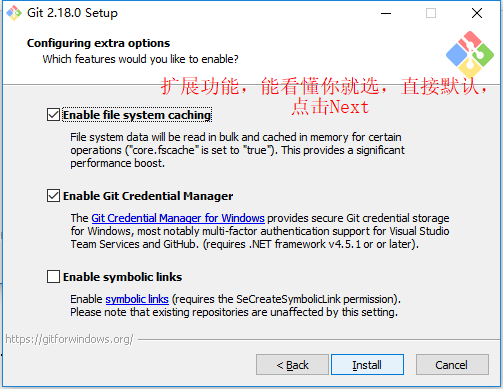 Git 2.18.0 Setup
Configuring extra options
Which features would you like to enable?
扩展功能，能看懂你就选，直接默认，
点击Next
Enable file system caching
File system data will be read in bulk and cached in memory for certain
operations ("core.fscache" is set to "true"). This provides a significant
performance boost.
Enable Git Credential Manager
The Git Credential Manager for Windows provides secure Git credential storage
for Windows, most notably multi-factor authentication support for Visual Studio
Team Services and GitHub. (requires .NET framework v4.5.1 or or later).
Enable symbolic links
Enable symbolic links (requires the SeCreateSymbolicLink permission).
Please note that existing repositories are unaffected by this setting.
https://gitforwindows.org/
< Back
Install
Cancel